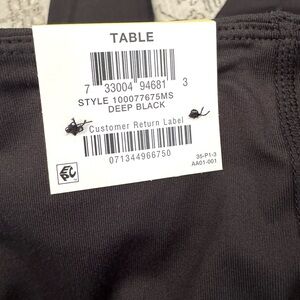 TABLE
7 33004 94681 3
STYLE 100077675MS
DEEP BLACK
Customer Return Label
071344966750
35-P1-3
AA01-001